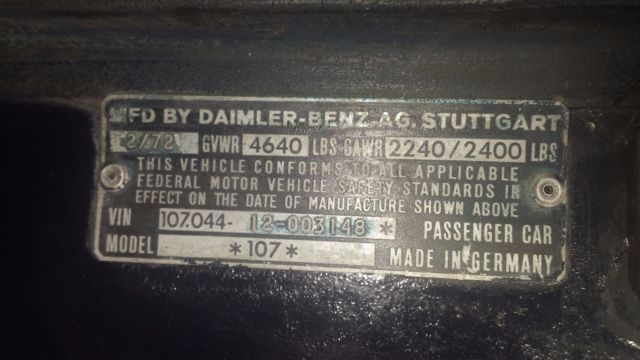 MFD BY DAIMLER-BENZ AG. STUTTGART
2/72 GVWR 4640 LBS GAWR 2240/2400 LBS
THIS VEHICLE CONFORMS TO ALL APPLICABLE
FEDERAL MOTOR VEHICLE SAFETY STANDARDS IN
EFFECT ON THE DATE OF MANUFACTURE SHOWN ABOVE
VIN 107.044-12-003148 * PASSENGER CAR
MODEL *107* MADE IN GERMANY